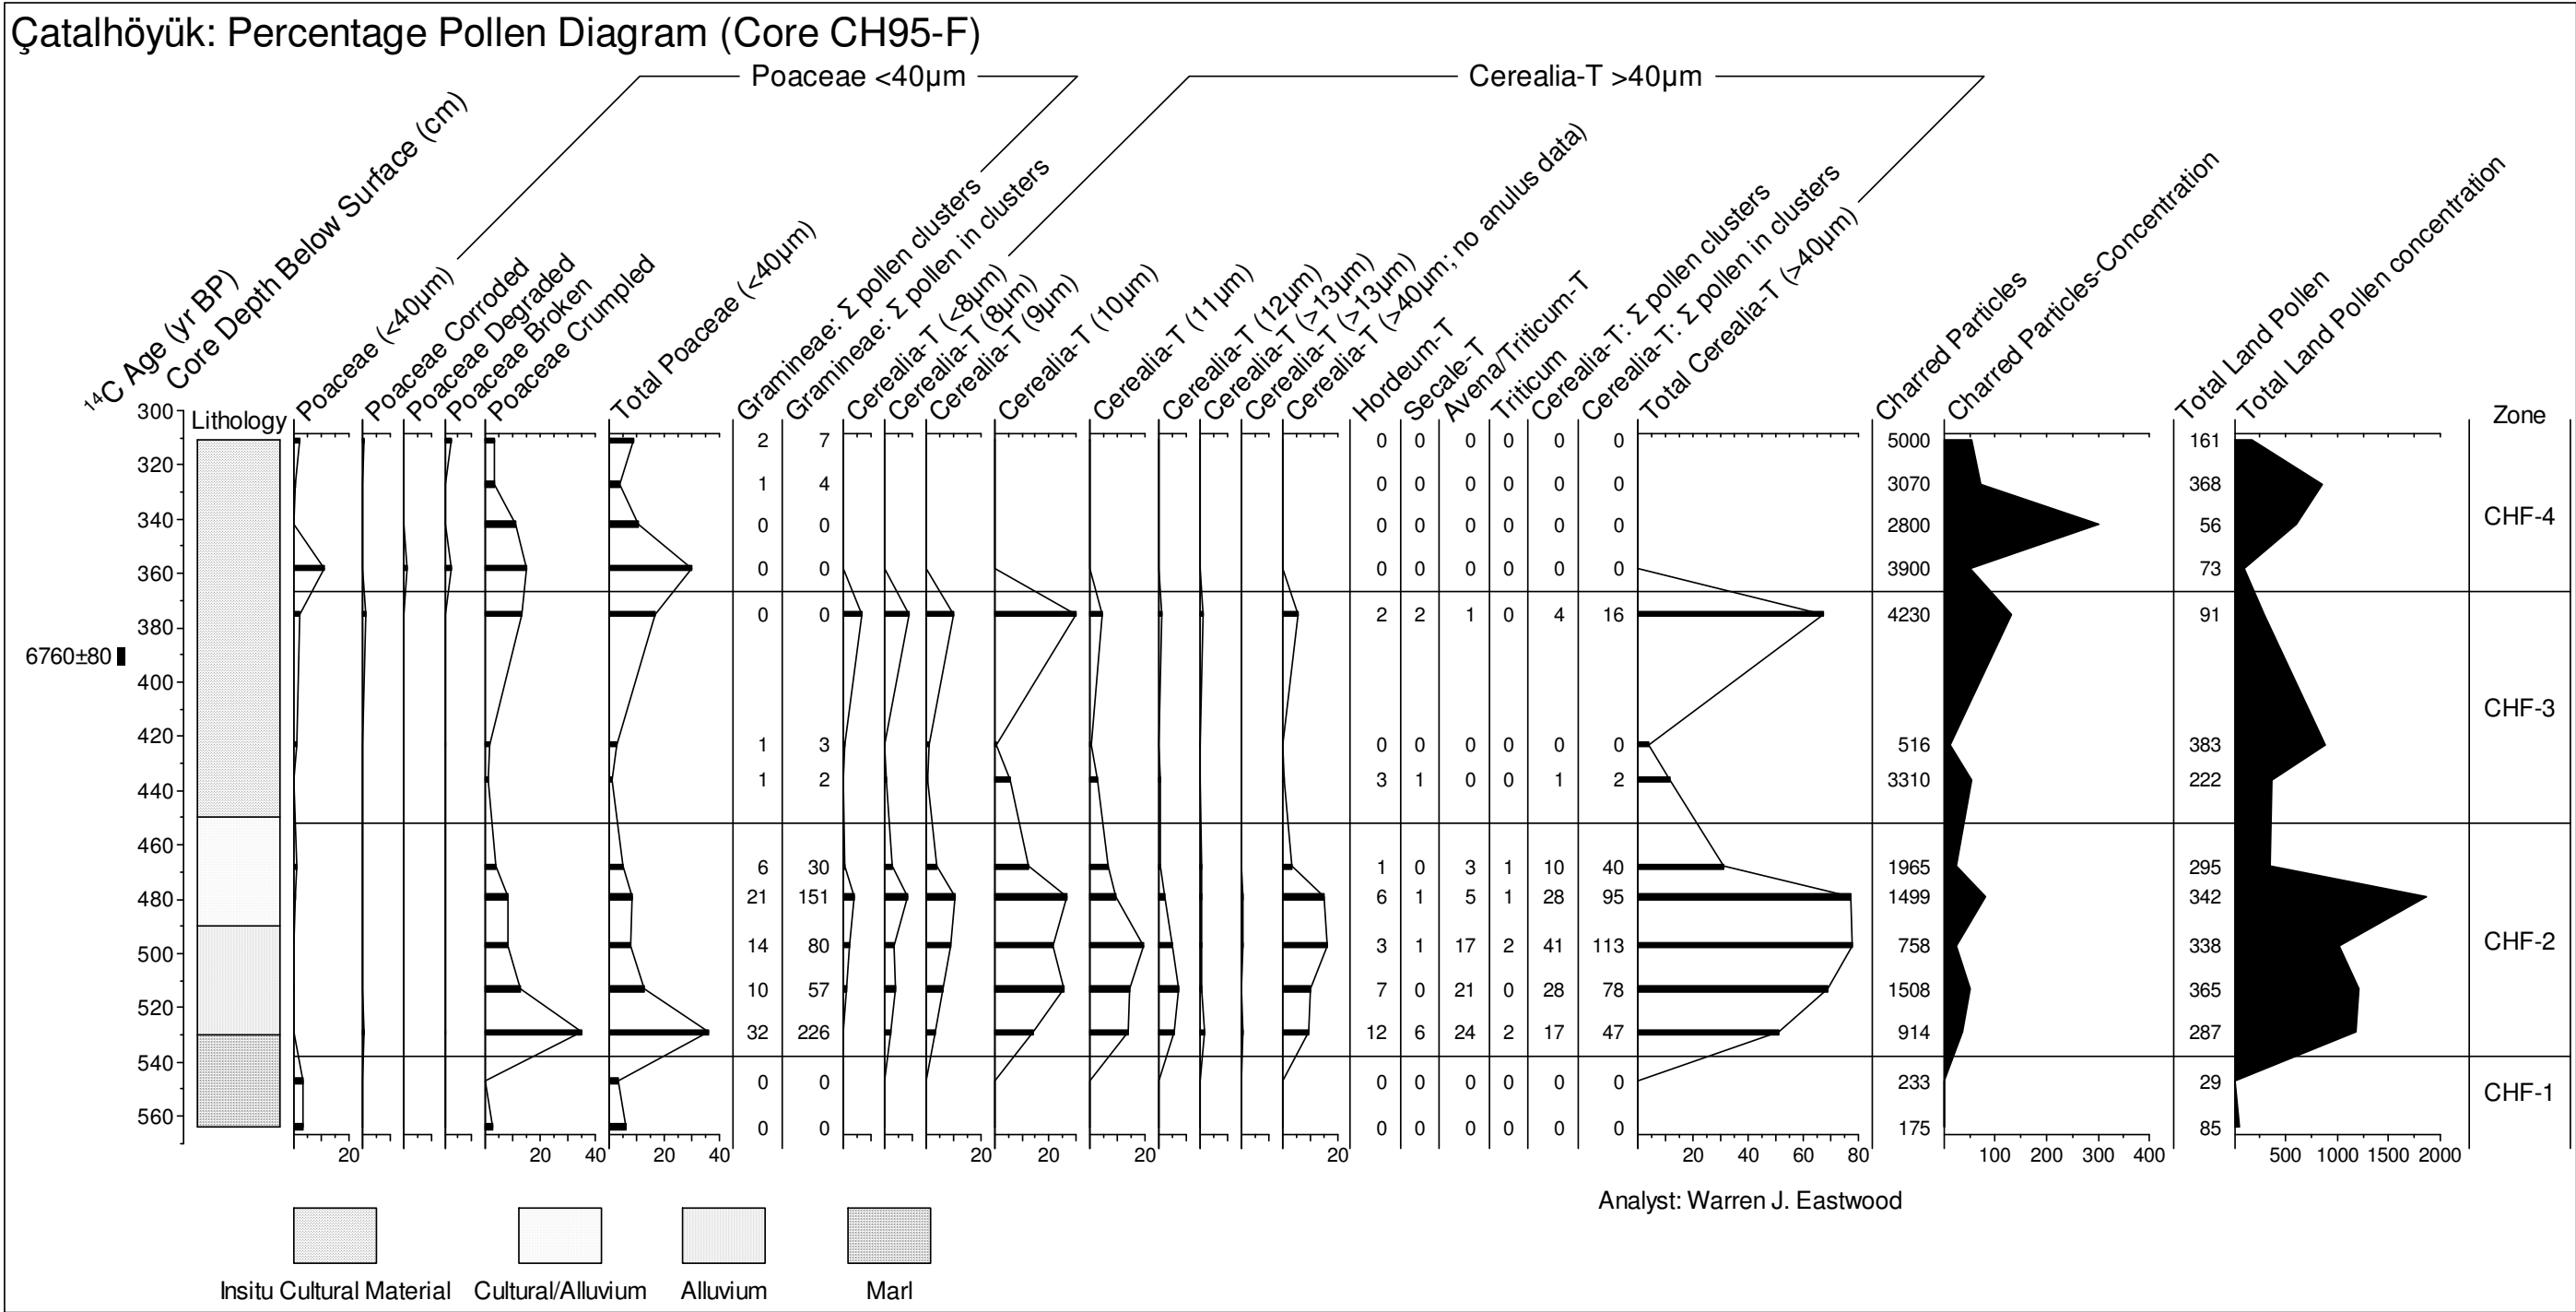 Çatalhöyük: Percentage Pollen Diagram (Core CH95-F)
Poaceae <40µm
Cerealia-T >40µm
¹⁴C Age (yr BP)
Core Depth Below Surface (cm)
Lithology
Poaceae (<40µm)
Poaceae Corroded
Poaceae Degraded
Poaceae Broken
Poaceae Crumpled
Total Poaceae (<40µm)
Gramineae: Σ pollen clusters
Gramineae: Σ pollen in clusters
Cerealia-T (<8µm)
Cerealia-T (8µm)
Cerealia-T (9µm)
Cerealia-T (10µm)
Cerealia-T (11µm)
Cerealia-T (12µm)
Cerealia-T (>13µm)
Cerealia-T (>13µm)
Cerealia-T (>40µm; no anulus data)
Hordeum-T
Secale-T
Avena/Triticum-T
Triticum
Cerealia-T: Σ pollen clusters
Cerealia-T: Σ pollen in clusters
Total Cerealia-T (>40µm)
Charred Particles
Charred Particles-Concentration
Total Land Pollen
Total Land Pollen concentration
Zone
300
2 7 0 0 0 0 0 0 5000 161
320
1 4 0 0 0 0 0 0 3070 368
340
0 0 0 0 0 0 0 0 2800 56
CHF-4
360
0 0 0 0 0 0 0 0 3900 73
380
0 0 2 2 1 0 4 16 4230 91
6760±80
400
CHF-3
420
1 3 0 0 0 0 0 0 516 383
440
1 2 3 1 0 0 1 2 3310 222
460
6 30 1 0 3 1 10 40 1965 295
480
21 151 6 1 5 1 28 95 1499 342
500
14 80 3 1 17 2 41 113 758 338
CHF-2
520
10 57 7 0 21 0 28 78 1508 365
32 226 12 6 24 2 17 47 914 287
540
0 0 0 0 0 0 0 0 233 29
CHF-1
560
0 0 0 0 0 0 0 0 175 85
20 20 40 20 40 20 20 20 20 20 40 60 80 100 200 300 400 500 1000 1500 2000
Analyst: Warren J. Eastwood
Insitu Cultural Material
Cultural/Alluvium
Alluvium
Marl